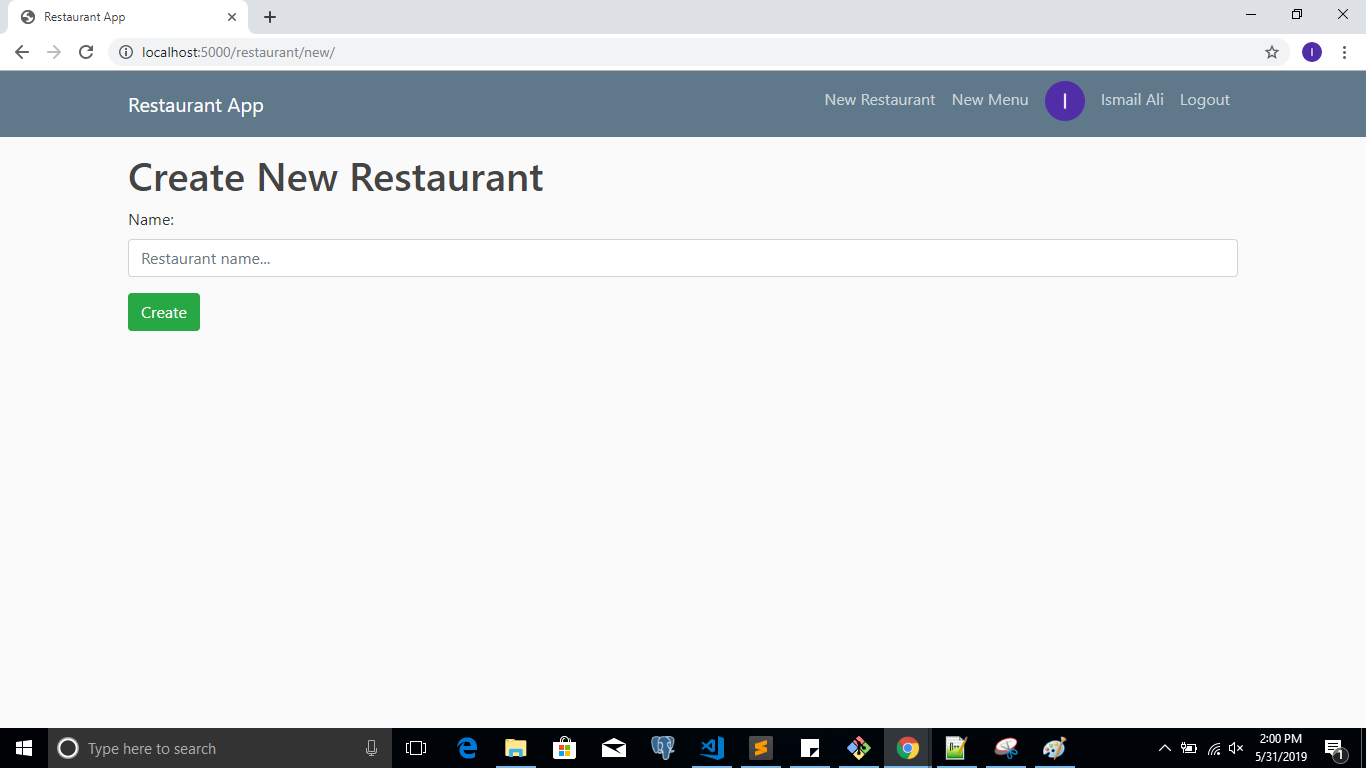 Restaurant App
localhost:5000/restaurant/new/
I
Restaurant App
New Restaurant New Menu I Ismail Ali Logout
Create New Restaurant
Name:
Restaurant name...
Create
Type here to search
2:00 PM
5/31/2019
1